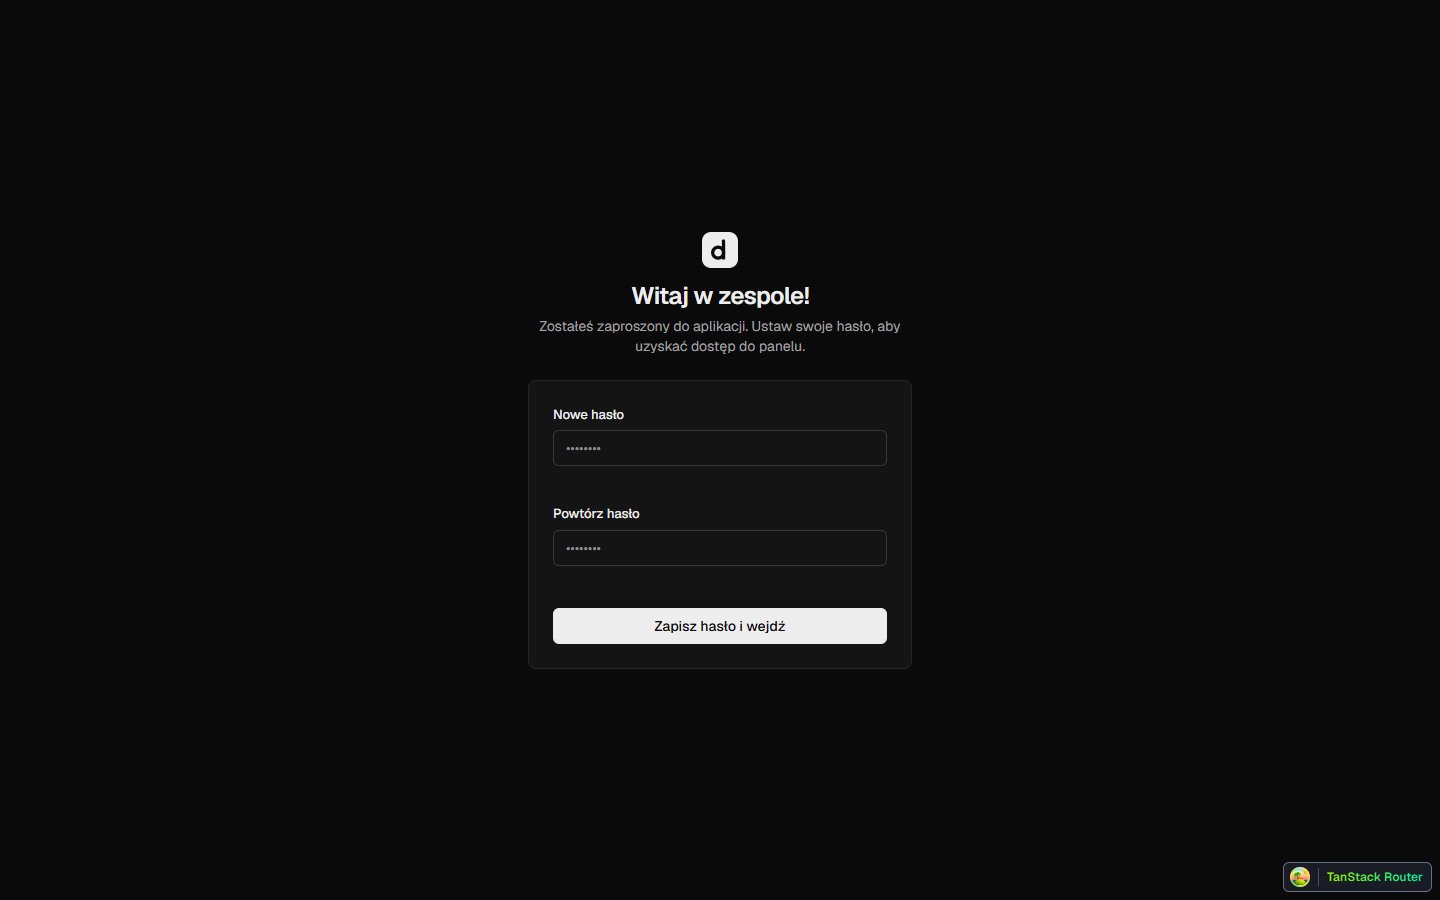 d
Witaj w zespole!
Zostałeś zaproszony do aplikacji. Ustaw swoje hasło, aby
uzyskać dostęp do panelu.
Nowe hasło
••••••••
Powtórz hasło
••••••••
Zapisz hasło i wejdź
TanStack Router